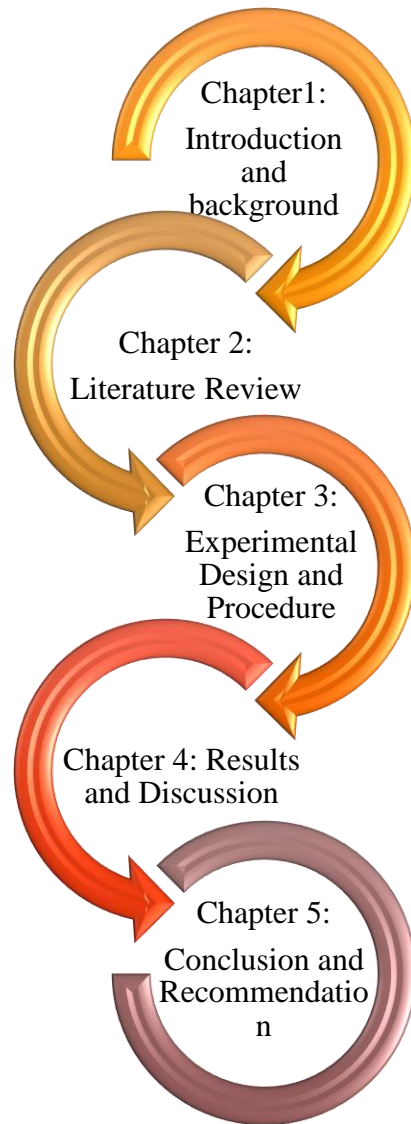 Chapter1:
Introduction
and
background
Chapter 2:
Literature Review
Chapter 3:
Experimental
Design and
Procedure
Chapter 4: Results
and Discussion
Chapter 5:
Conclusion and
Recommendatio
n